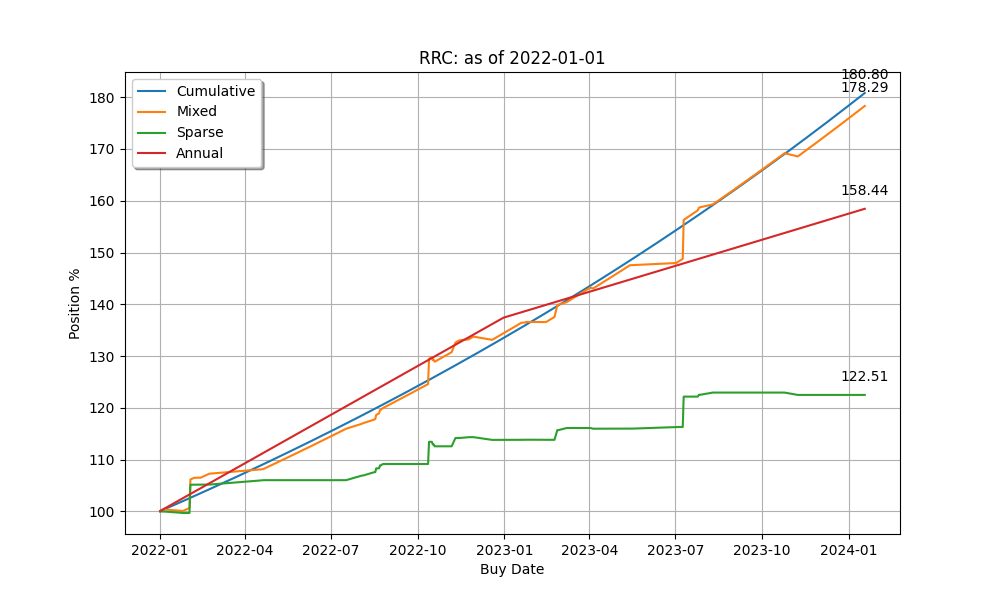 RRC: as of 2022-01-01
Cumulative
Mixed
Sparse
Annual
180.80
178.29
158.44
122.51
Position %
180
170
160
150
140
130
120
110
100
2022-01 2022-04 2022-07 2022-10 2023-01 2023-04 2023-07 2023-10 2024-01
Buy Date